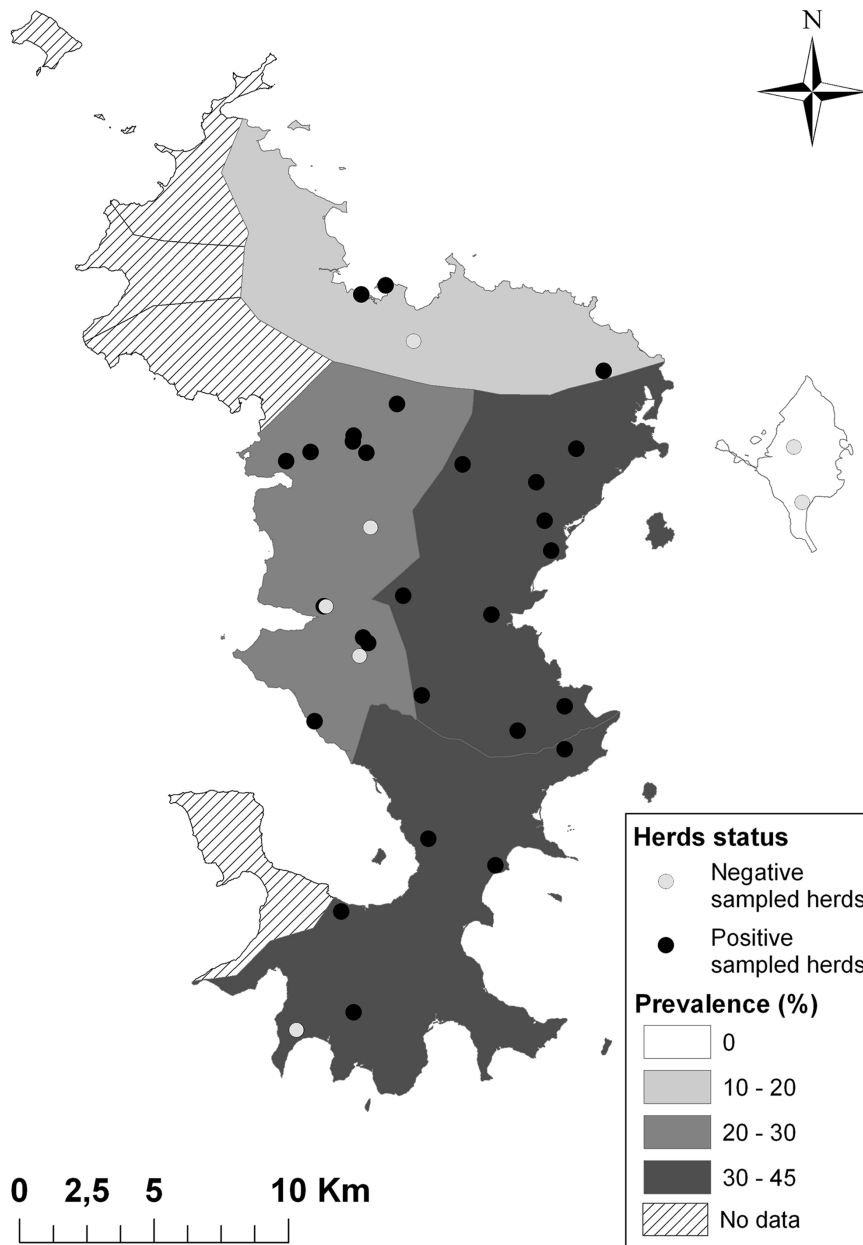 N
Herds status
Negative
sampled herds
Positive
sampled herds
Prevalence (%)
0
10 - 20
20 - 30
30 - 45
No data
0 2,5 5 10 Km